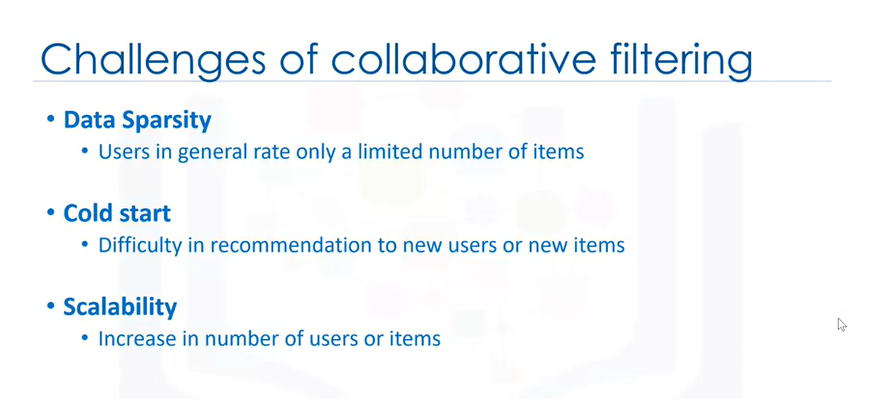 Challenges of collaborative filtering
• Data Sparsity
• Users in general rate only a limited number of items
• Cold start
• Difficulty in recommendation to new users or new items
• Scalability
• Increase in number of users or items